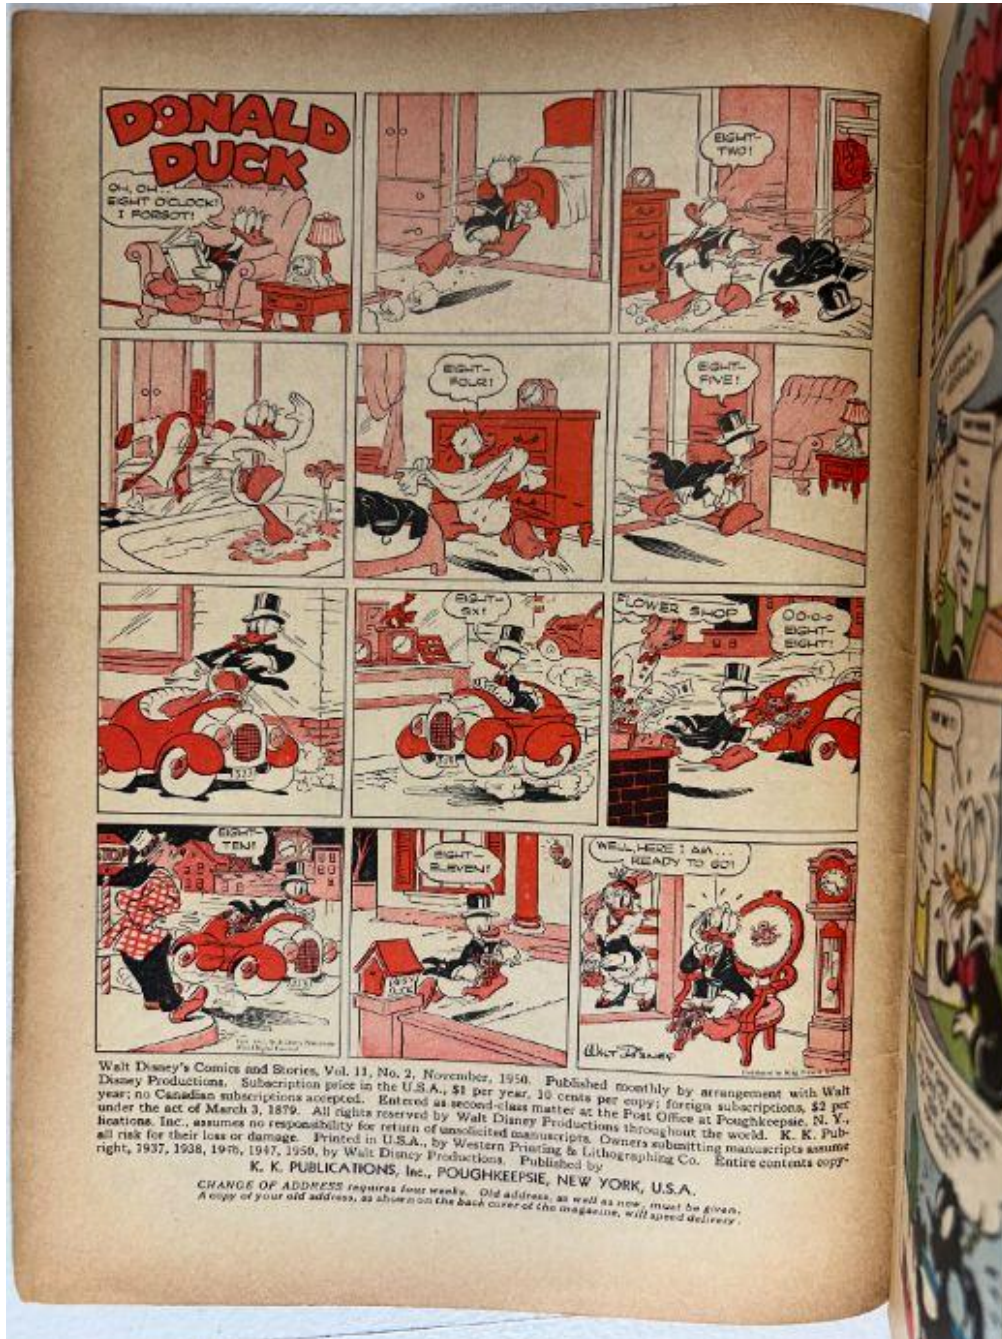 DONALD
DUCK
OH, OH...
EIGHT O'CLOCK!
I FORGOT!
EIGHT-
TWO!
EIGHT-
FOUR!
EIGHT-
FIVE!
EIGHT-
SIX!
FLOWER SHOP
OO-O-O
EIGHT-
EIGHT!
EIGHT-
TEN!
EIGHT-
ELEVEN!
WELL, HERE I AM...
READY TO GO!
WALT DISNEY
Walt Disney's Comics and Stories, Vol. 11, No. 2, November, 1950. Published monthly by arrangement with Walt
Disney Productions. Subscription price in the U.S.A., $1 per year, 10 cents per copy; foreign subscriptions, $2 per
year; no Canadian subscriptions accepted. Entered as second-class matter at the Post Office at Poughkeepsie, N. Y.,
under the act of March 3, 1879. All rights reserved by Walt Disney Productions throughout the world. K. K. Pub-
lications, Inc., assumes no responsibility for return of unsolicited manuscripts. Owners submitting manuscripts assume
all risk for their loss or damage. Printed in U.S.A., by Western Printing & Lithographing Co. Entire contents copy-
right, 1937, 1938, 1947, 1950, by Walt Disney Productions. Published by
K. K. PUBLICATIONS, Inc., POUGHKEEPSIE, NEW YORK, U.S.A.
CHANGE OF ADDRESS requires four weeks. Old address, as well as new, must be given.
A copy of your old address, as shown on the back cover of the magazine, will speed delivery.